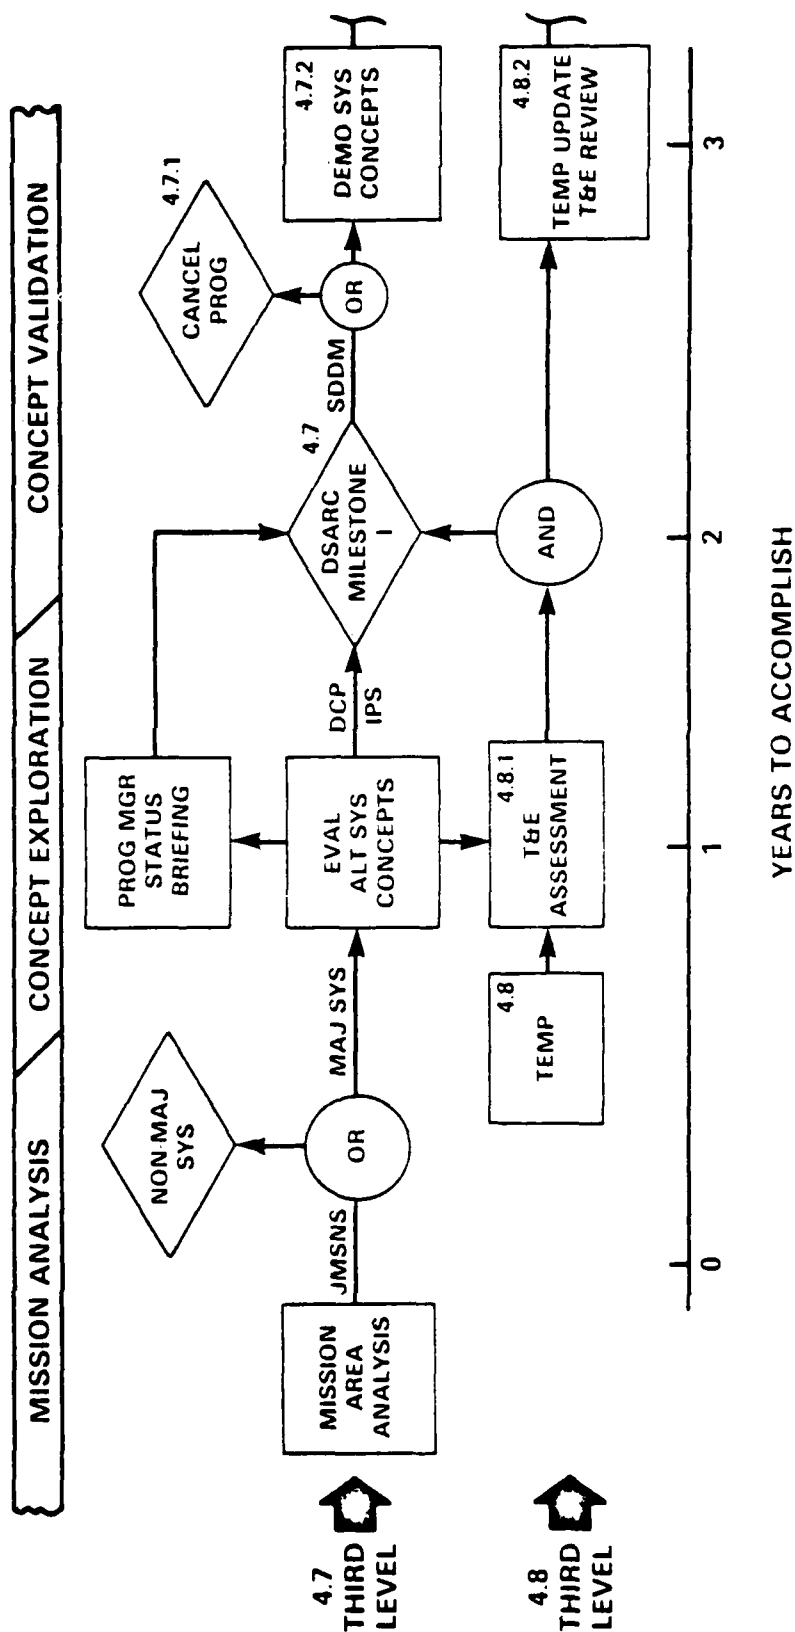 MISSION ANALYSIS
CONCEPT EXPLORATION
CONCEPT VALIDATION
NON-MAJ
SYS
PROG MGR
STATUS
BRIEFING
CANCEL
PROG
4.7.1
4.7
THIRD
LEVEL
MISSION
AREA
ANALYSIS
JMSNS
OR
MAJ SYS
EVAL
ALT SYS
CONCEPTS
DCP
IPS
4.7
DSARC
MILESTONE
I
SDDM
OR
4.7.2
DEMO SYS
CONCEPTS
4.8
THIRD
LEVEL
4.8
TEMP
4.8.1
T&E
ASSESSMENT
AND
4.8.2
TEMP UPDATE
T&E REVIEW
0
1
2
3
YEARS TO ACCOMPLISH